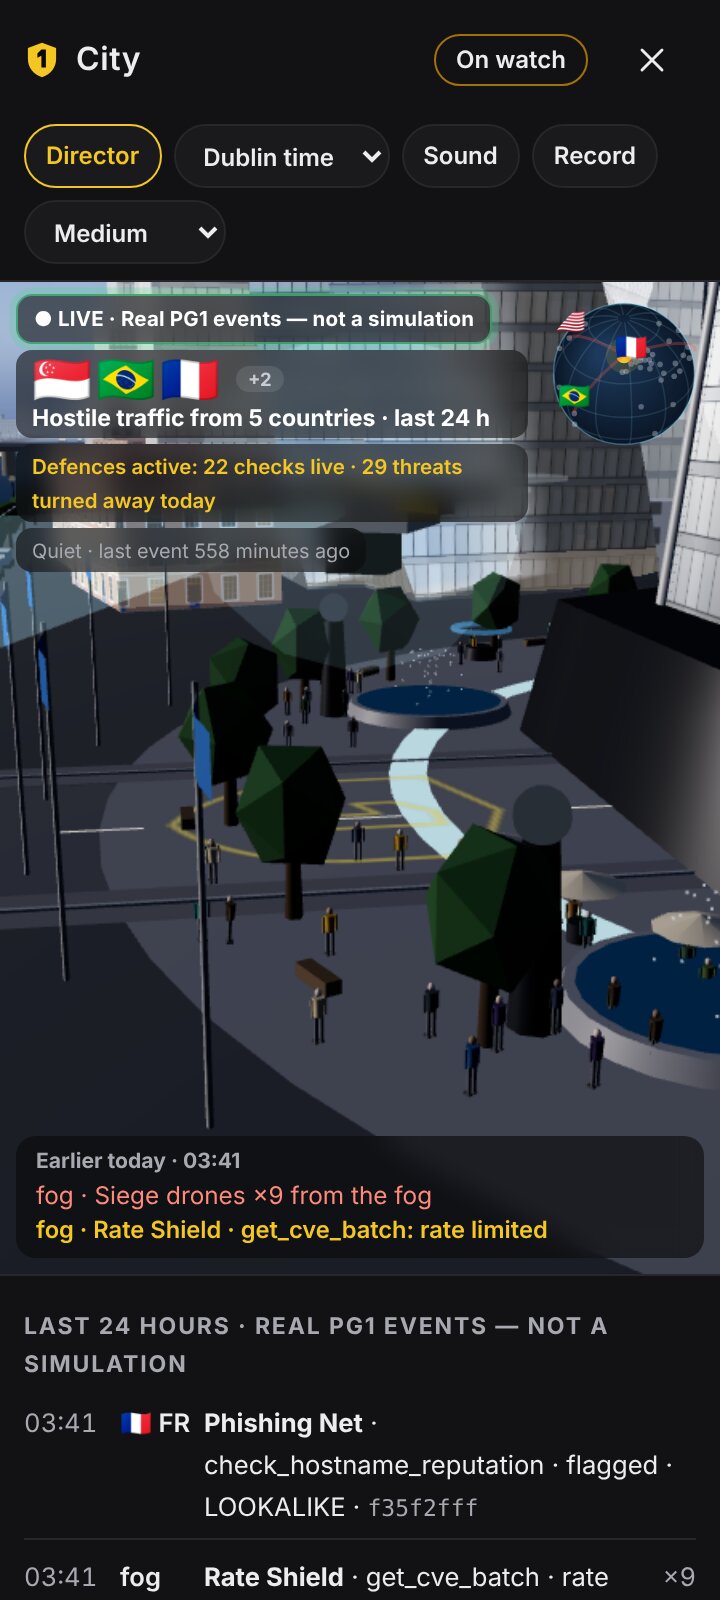 1 City On watch
Director Dublin time Sound Record
Medium
LIVE · Real PG1 events — not a simulation
+2
Hostile traffic from 5 countries · last 24 h
Defences active: 22 checks live · 29 threats
turned away today
Quiet · last event 558 minutes ago
Earlier today · 03:41
fog · Siege drones ×9 from the fog
fog · Rate Shield · get_cve_batch: rate limited
LAST 24 HOURS · REAL PG1 EVENTS — NOT A
SIMULATION
03:41 🇫🇷 FR Phishing Net ·
check_hostname_reputation · flagged ·
LOOKALIKE · f35f2fff
03:41 fog Rate Shield · get_cve_batch · rate ×9